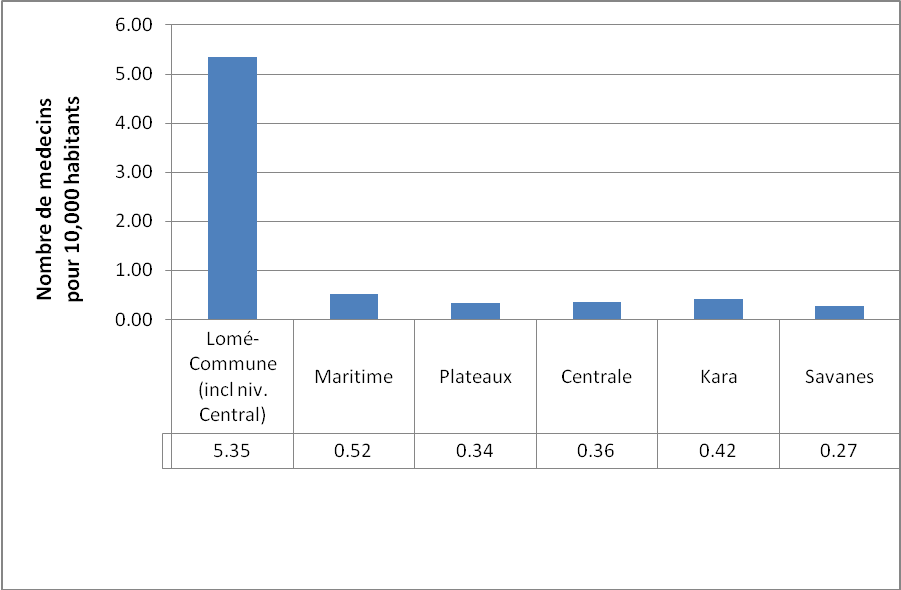 Nombre de medecins
pour 10,000 habitants
6.00
5.00
4.00
3.00
2.00
1.00
0.00
Lomé-
Commune
(incl niv.
Central)
Maritime
Plateaux
Centrale
Kara
Savanes
5.35
0.52
0.34
0.36
0.42
0.27